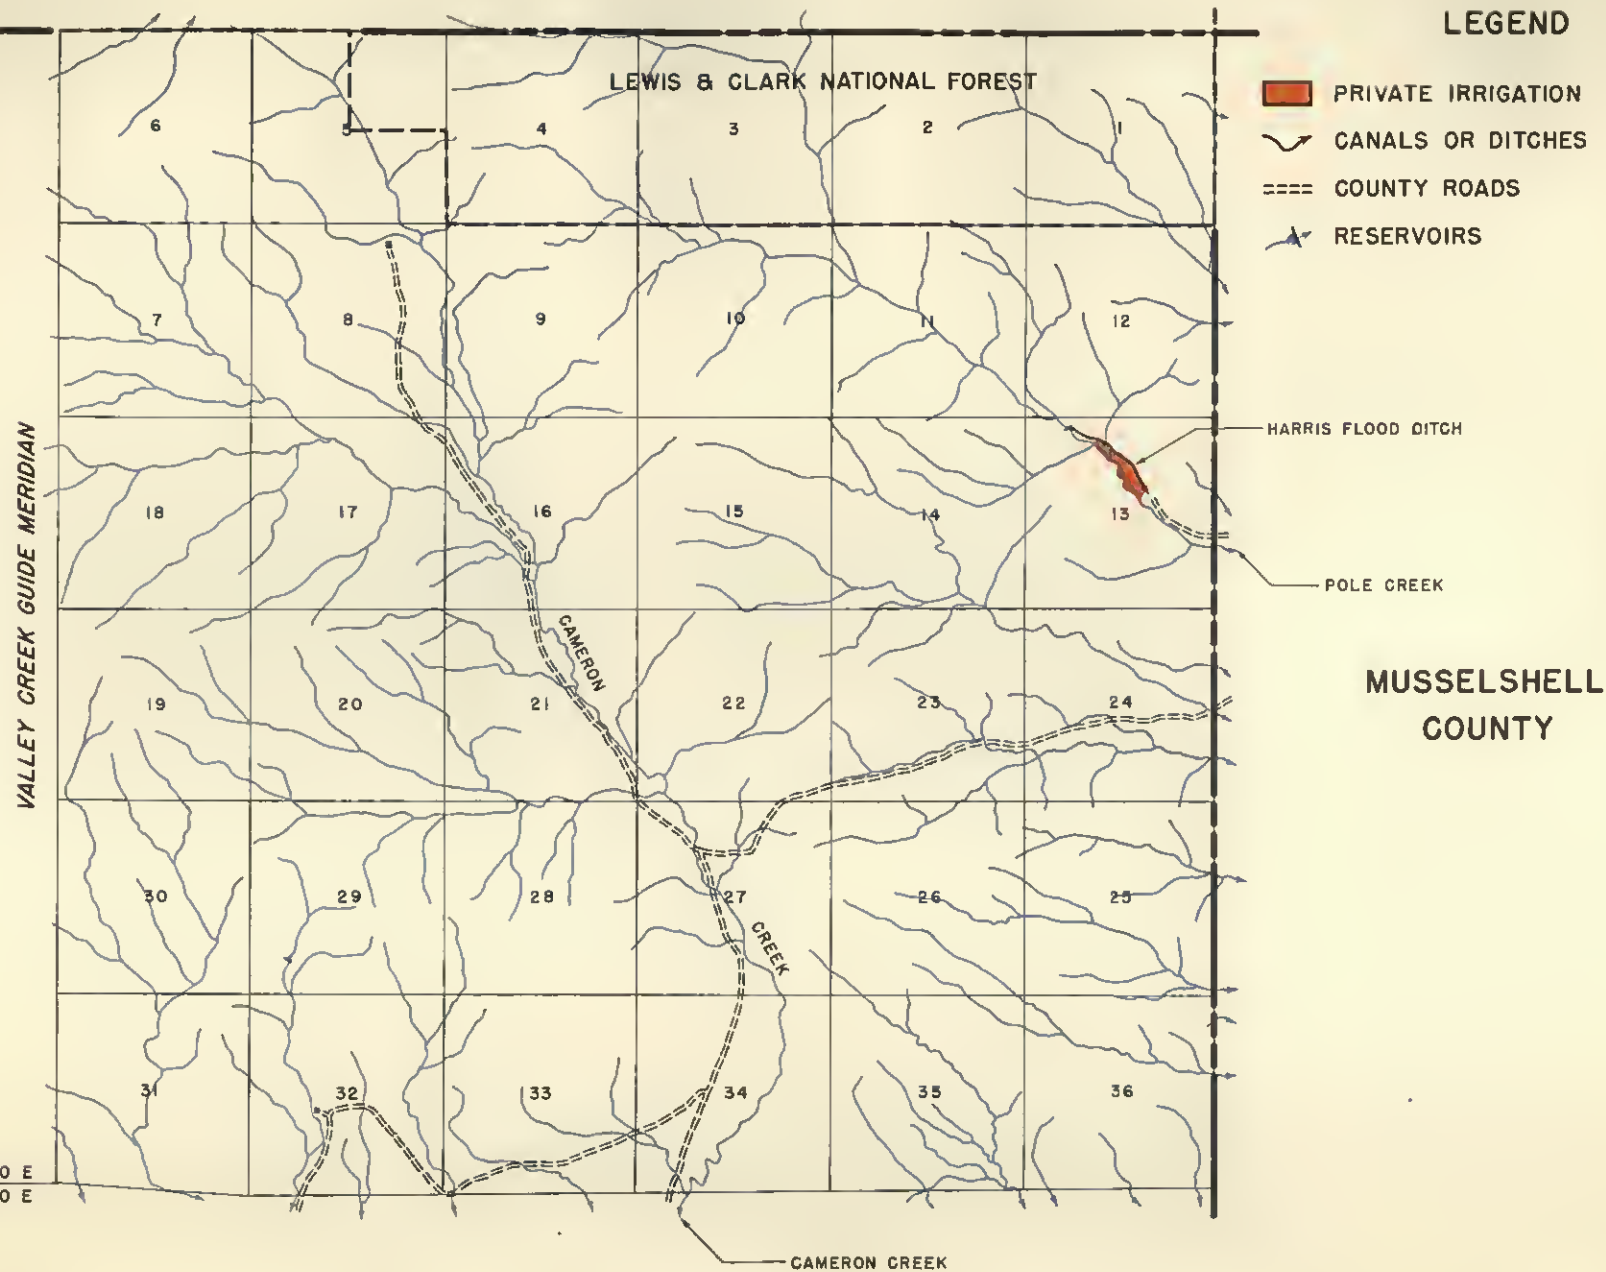 LEGEND
PRIVATE IRRIGATION
CANALS OR DITCHES
COUNTY ROADS
RESERVOIRS
LEWIS & CLARK NATIONAL FOREST
6 5 4 3 2 1
7 8 9 10 11 12
HARRIS FLOOD DITCH
18 17 16 15 14 13
POLE CREEK
VALLEY CREEK GUIDE MERIDIAN
CAMERON
MUSSELSHELL
COUNTY
19 20 21 22 23 24
30 29 28 27 26 25
CREEK
31 32 33 34 35 36
0 E
0 E
CAMERON CREEK